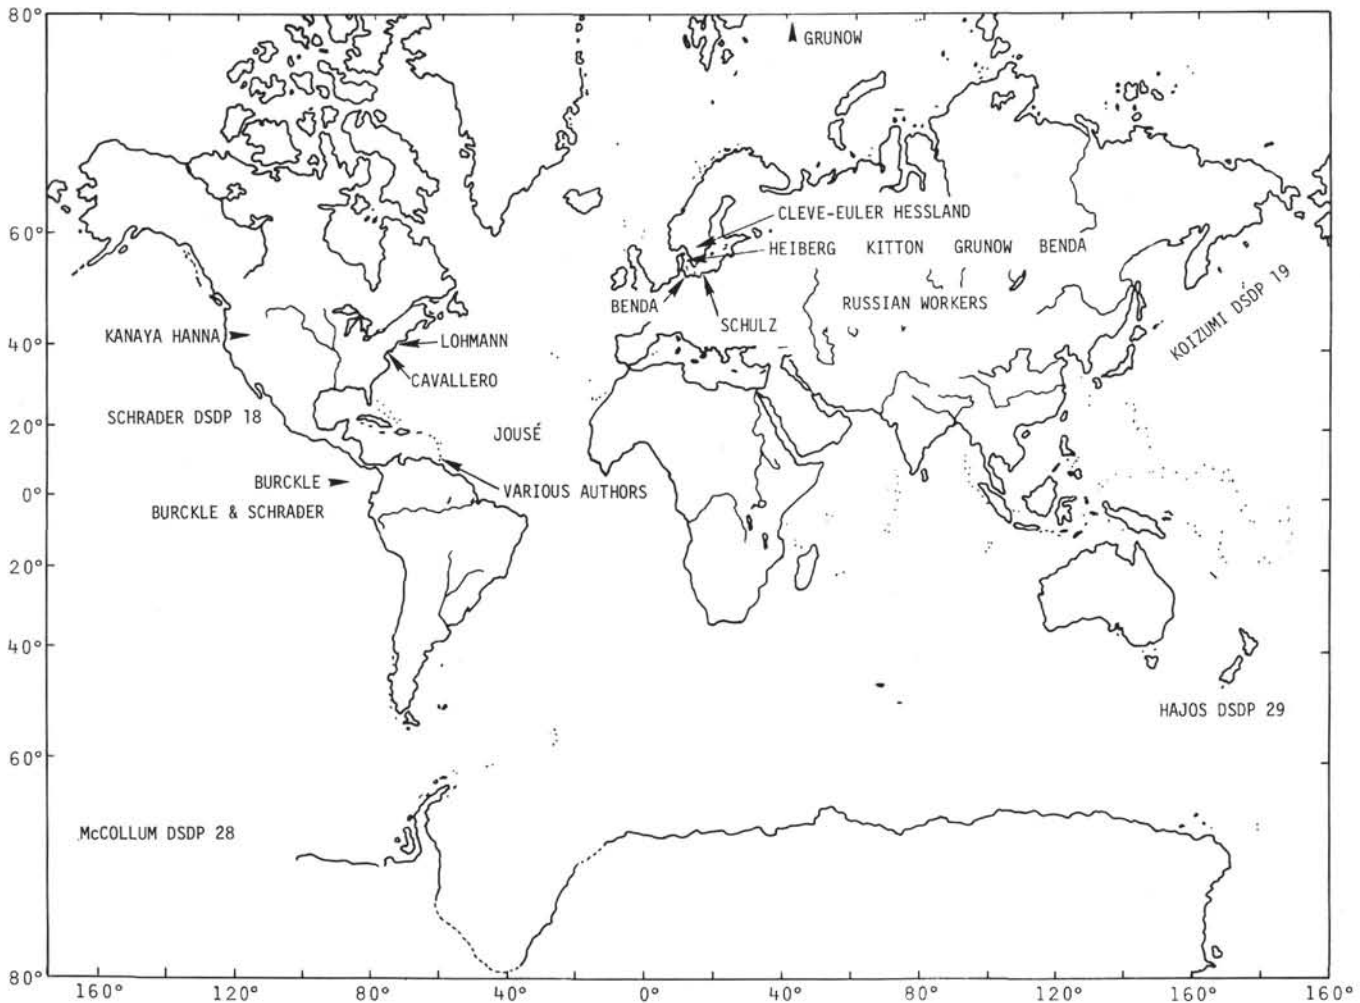 80°
GRUNOW
60°
CLEVE-EULER HESSLAND
HEIBERG KITTON GRUNOW BENDA
BENDA
RUSSIAN WORKERS
KOIZUMI DSDP 19
SCHULZ
KANAYA HANNA
LOHMANN
40°
CAVALLERO
SCHRADER DSDP 18
20°
JOUSÉ
BURCKLE
VARIOUS AUTHORS
0°
BURCKLE & SCHRADER
20°
40°
HAJOS DSDP 29
60°
McCOLLUM DSDP 28
80°
160° 120° 80° 40° 20° 0° 20° 40° 80° 120° 160° 160°